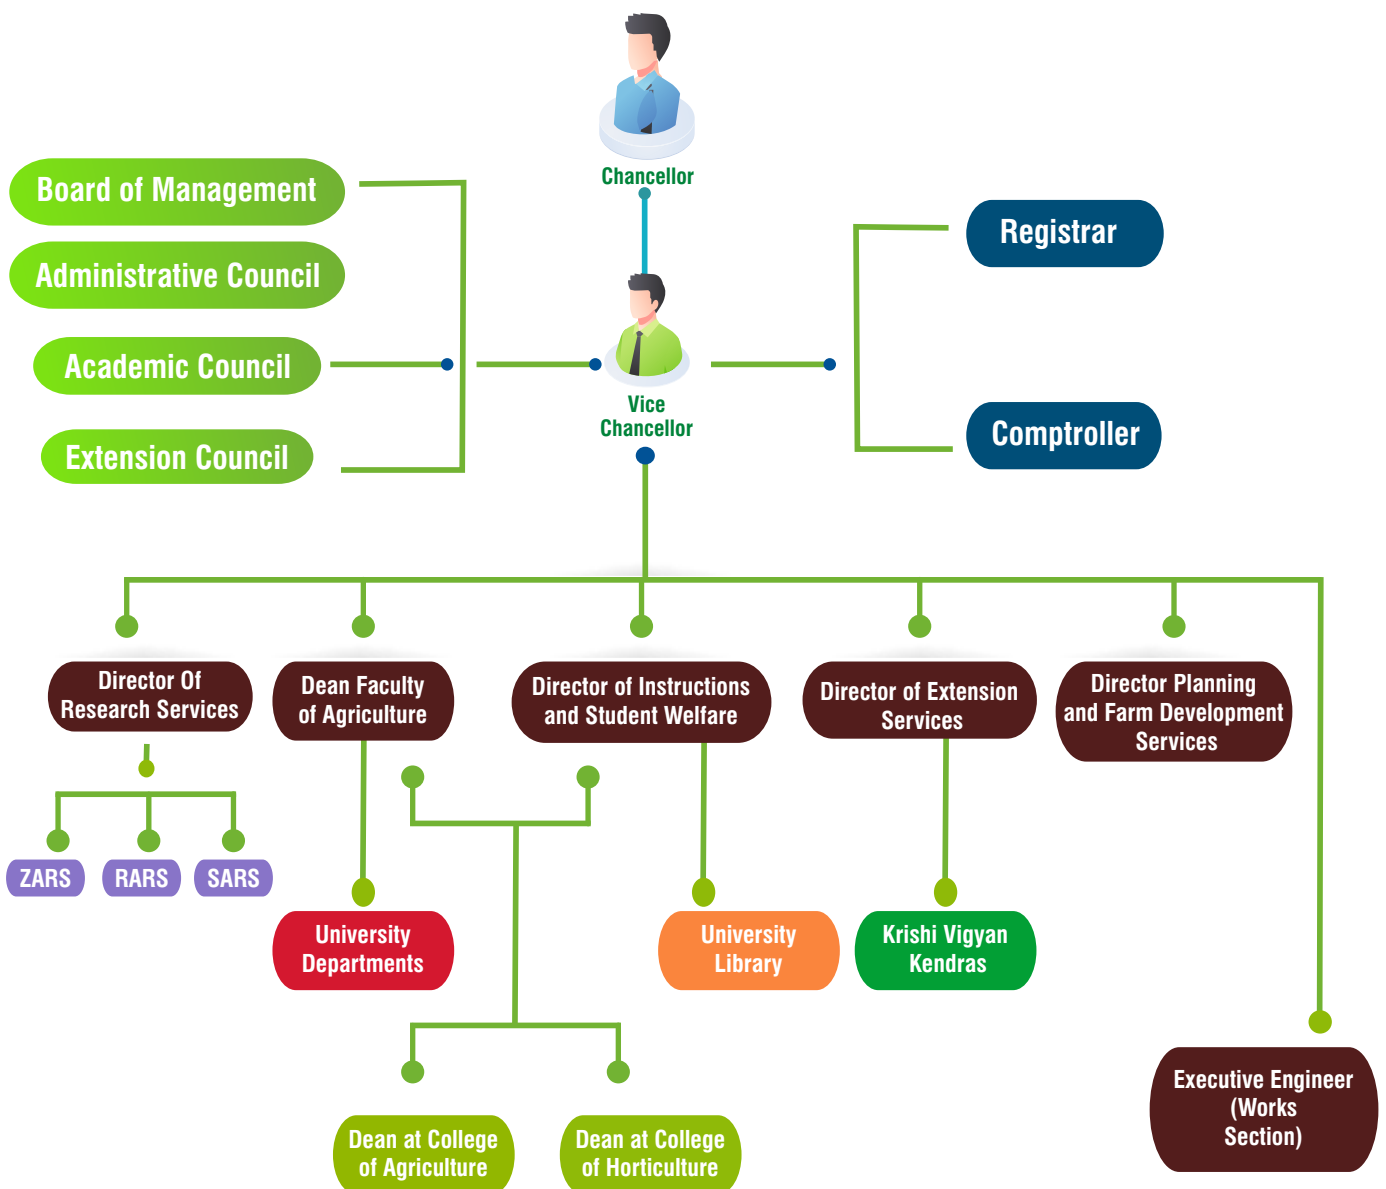 Chancellor
Board of Management
Administrative Council
Academic Council
Extension Council
Vice
Chancellor
Registrar
Comptroller
Director Of
Research Services
Dean Faculty
of Agriculture
Director of Instructions
and Student Welfare
Director of Extension
Services
Director Planning
and Farm Development
Services
ZARS
RARS
SARS
University
Departments
University
Library
Krishi Vigyan
Kendras
Executive Engineer
(Works
Section)
Dean at College
of Agriculture
Dean at College
of Horticulture